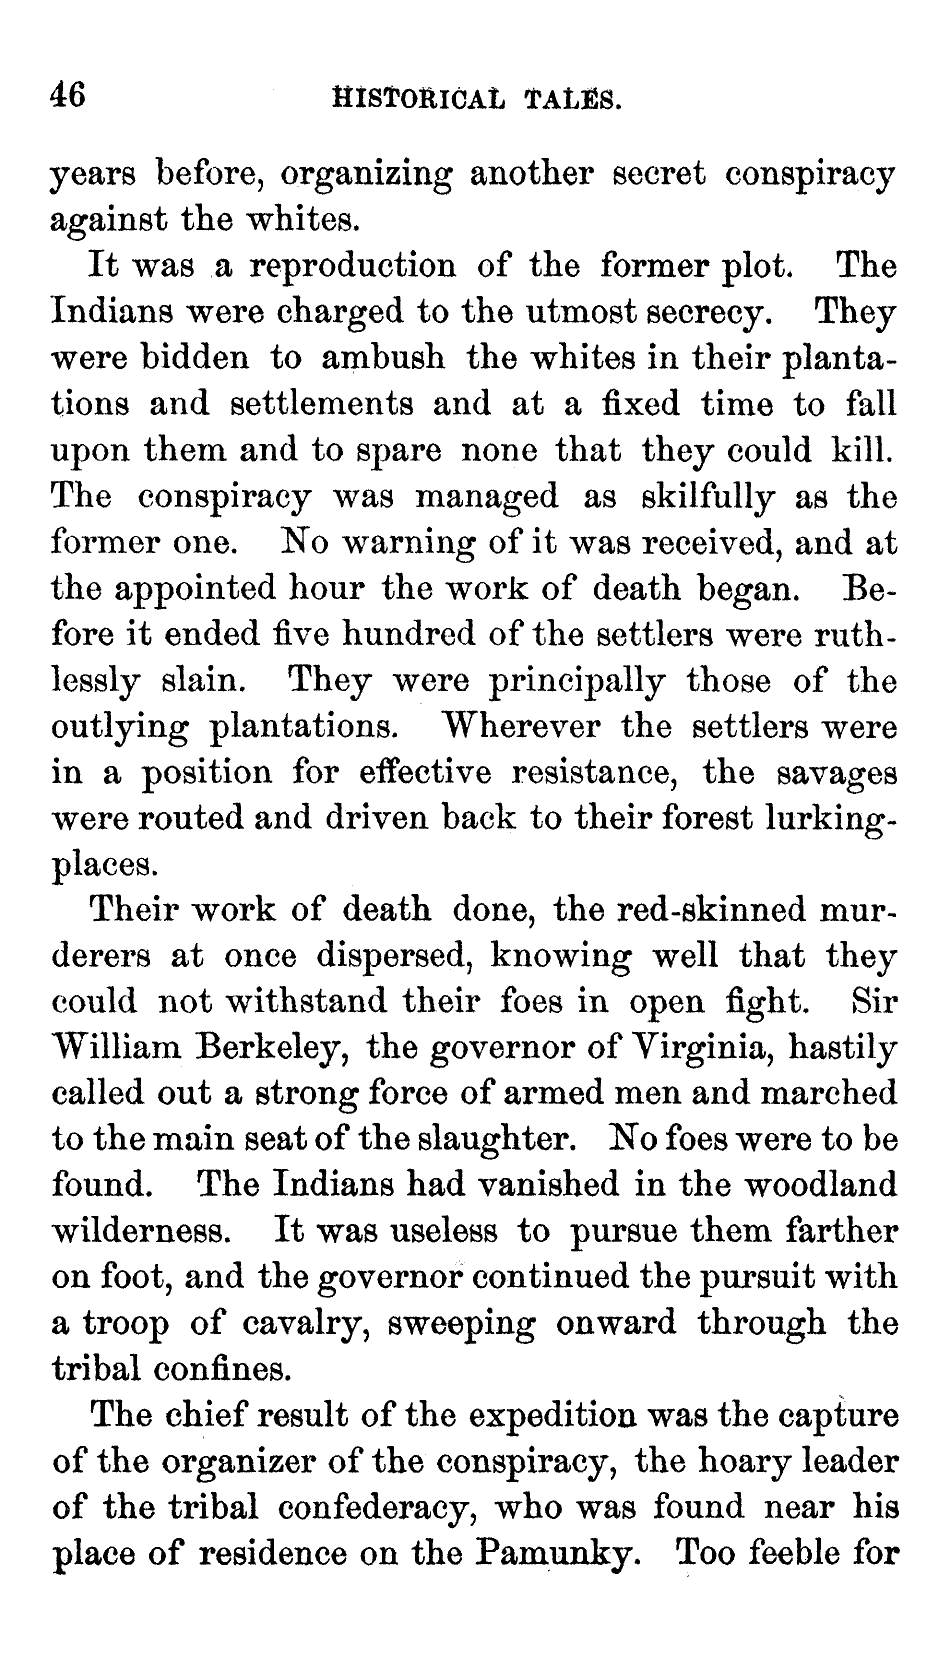 46 HISTORICAL TALES.
years before, organizing another secret conspiracy
against the whites.
It was a reproduction of the former plot. The
Indians were charged to the utmost secrecy. They
were bidden to ambush the whites in their planta-
tions and settlements and at a fixed time to fall
upon them and to spare none that they could kill.
The conspiracy was managed as skilfully as the
former one. No warning of it was received, and at
the appointed hour the work of death began. Be-
fore it ended five hundred of the settlers were ruth-
lessly slain. They were principally those of the
outlying plantations. Wherever the settlers were
in a position for effective resistance, the savages
were routed and driven back to their forest lurking-
places.
Their work of death done, the red-skinned mur-
derers at once dispersed, knowing well that they
could not withstand their foes in open fight. Sir
William Berkeley, the governor of Virginia, hastily
called out a strong force of armed men and marched
to the main seat of the slaughter. No foes were to be
found. The Indians had vanished in the woodland
wilderness. It was useless to pursue them farther
on foot, and the governor continued the pursuit with
a troop of cavalry, sweeping onward through the
tribal confines.
The chief result of the expedition was the capture
of the organizer of the conspiracy, the hoary leader
of the tribal confederacy, who was found near his
place of residence on the Pamunky. Too feeble for